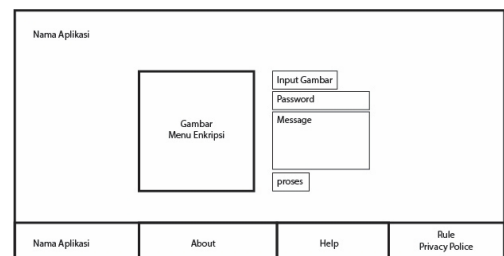 Nama Aplikasi
Input Gambar
Password
Message
Gambar
Menu Enkripsi
proses
Nama Aplikasi
About
Help
Rule
Privacy Police